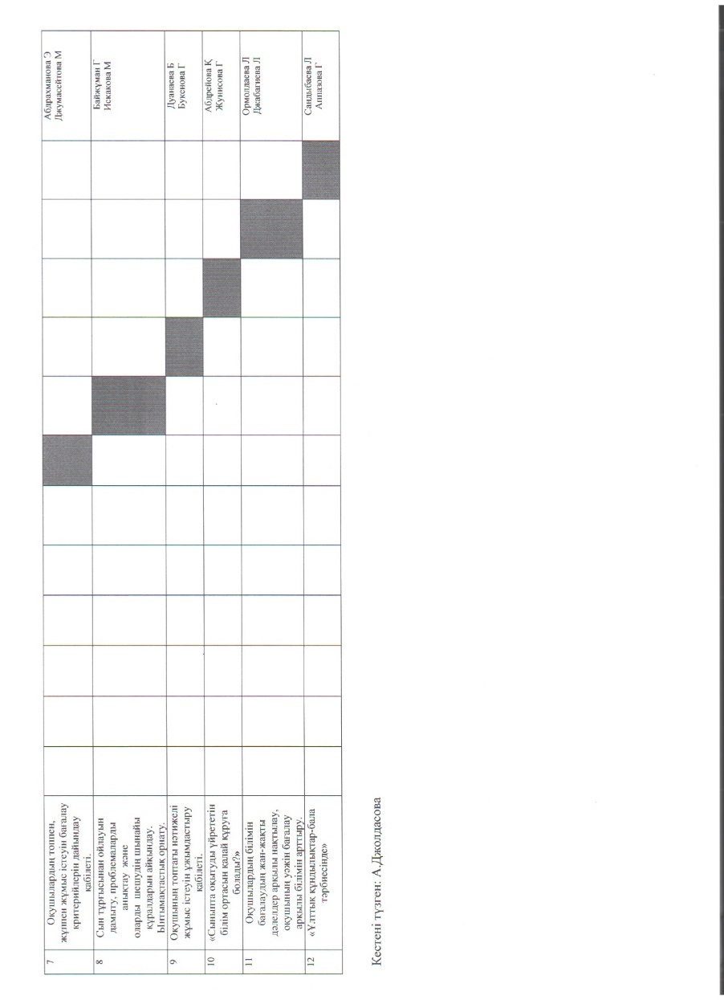 7
Оқушылардың топпен,
жұппен жұмыс істеуін бағалау
критерийлерін дайындау
қабілеті.
Абдрахманова Э
Джумасейтова М
8
Сын тұрғысынан ойлауын
дамыту, проблемаларды
анықтау және
оларды шешудің шынайы
құралдарын айқындау.
Ынтымақтастық орнату.
Байжұман Г
Искакова М
9
Оқушының топтағы нәтижелі
жұмыс істеуін ұжымдастыру
қабілеті.
Дуанаева Б
Букенова Г
10
«Сыныпта оқытуды үйрететін
білім ортасын қалай құруға
болады?»
Абдрейова Қ
Жунисова Г
11
Оқушылардың білімін
бағалаудың жан-жақты
дәлелдер арқылы нақтылау,
оқушының уәжін бағалау
арқылы білімін арттыру.
Ормолдаева Л
Джабагиева Л
12
«Ұлттық құндылықтар-бала
тәрбиесінде»
Сандыбаева Л
Аппазова Г
Кестені түзген: А.Джолдасова